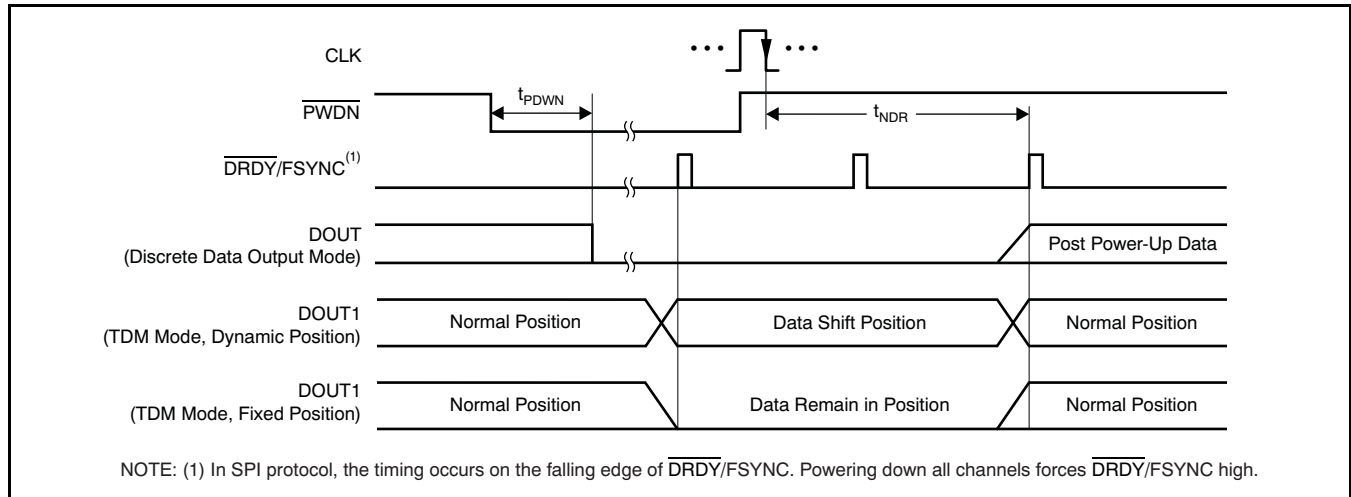 CLK
• • •
• • •
PWDN
tPDWN
tNDR
DRDY/FSYNC(1)
DOUT
(Discrete Data Output Mode)
Post Power-Up Data
DOUT1
(TDM Mode, Dynamic Position)
Normal Position
Data Shift Position
Normal Position
DOUT1
(TDM Mode, Fixed Position)
Normal Position
Data Remain in Position
Normal Position
NOTE: (1) In SPI protocol, the timing occurs on the falling edge of DRDY/FSYNC. Powering down all channels forces DRDY/FSYNC high.